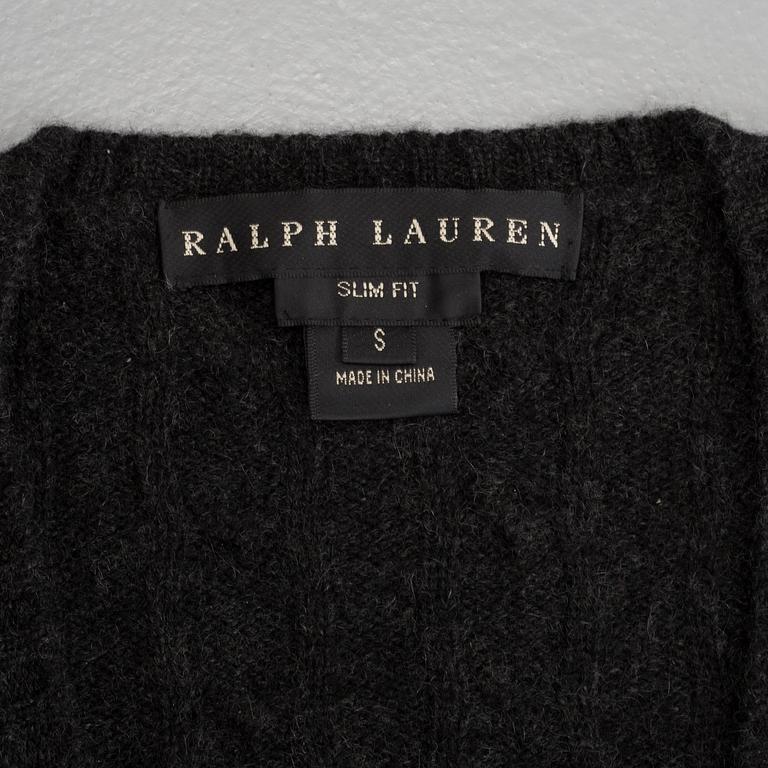 RALPH LAUREN
SLIM FIT
S
MADE IN CHINA